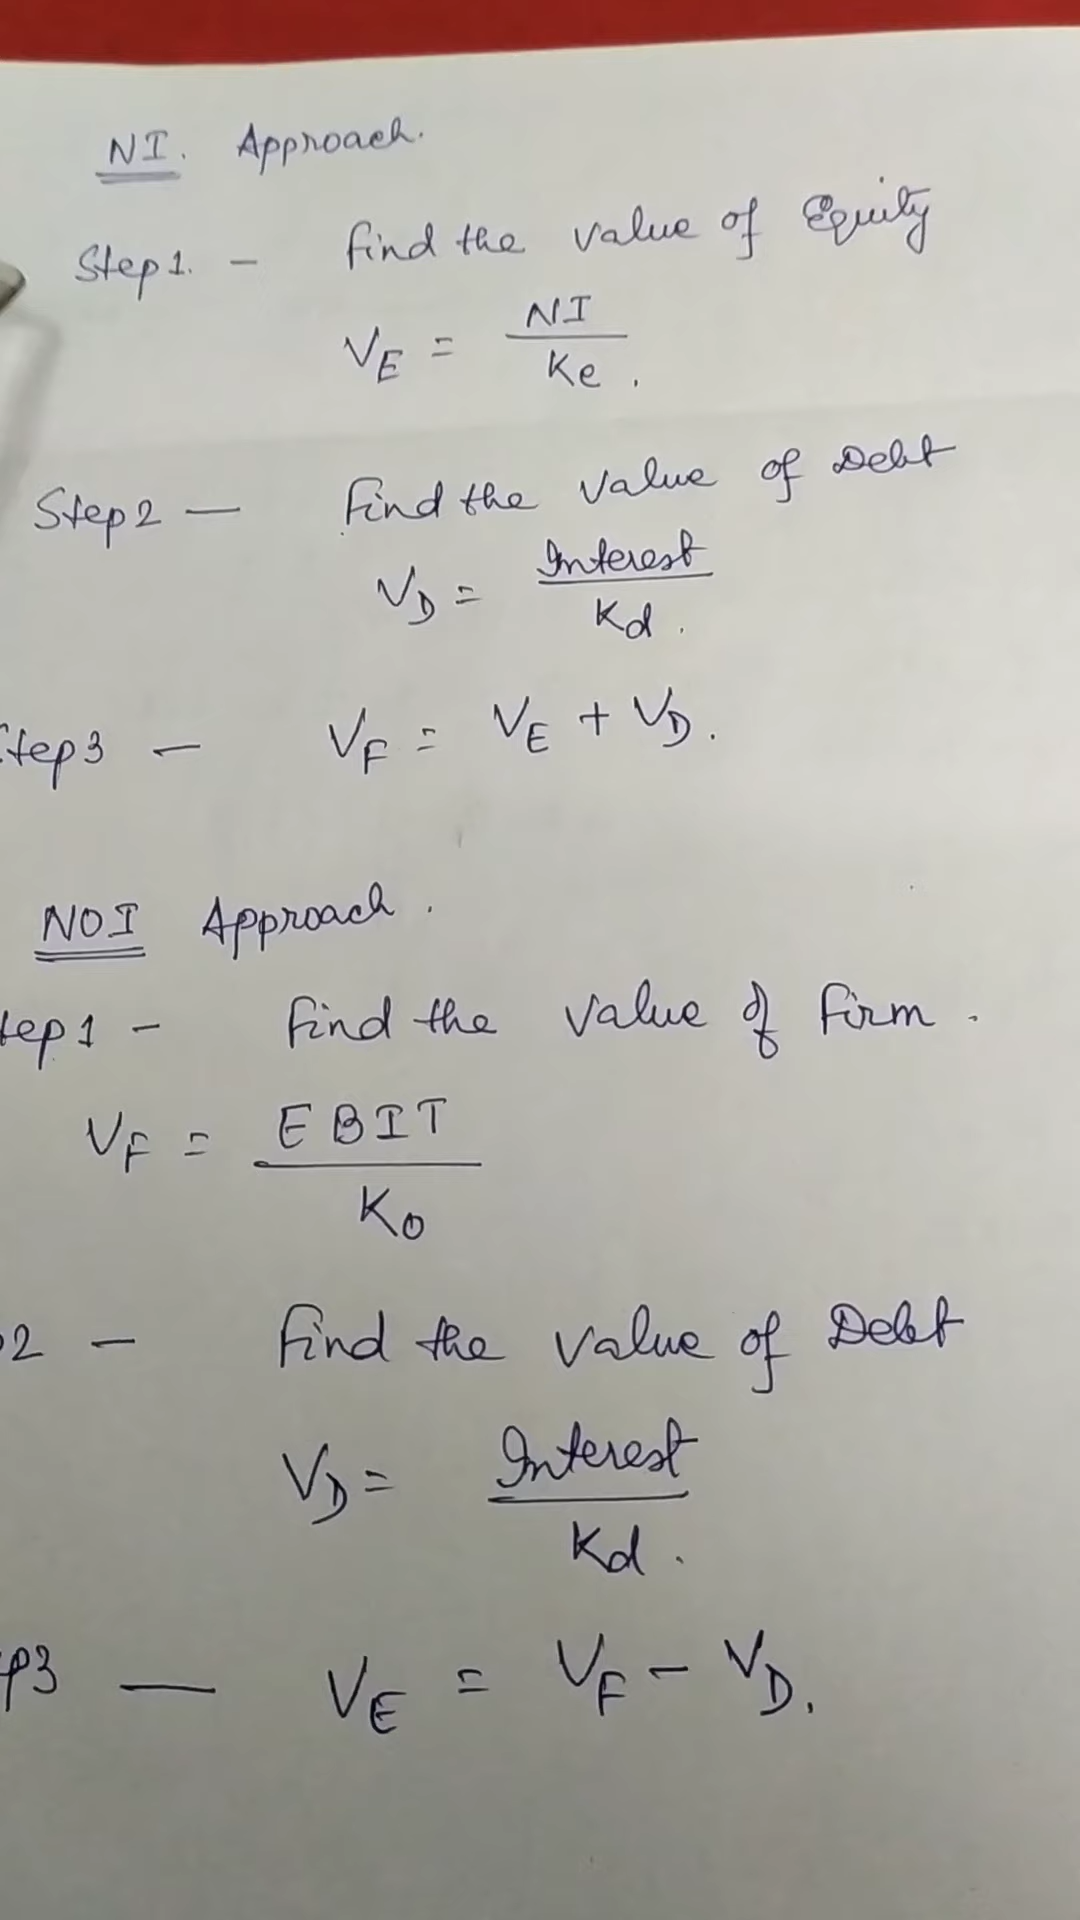 NI. Approach.
Step 1. - find the value of Equity
VE = NI / Ke.
Step 2 — Find the value of Debt
VD = Interest / Kd.
Step 3 — VF = VE + VD.
NOI Approach.
tep 1 - find the value of firm.
VF = EBIT / Ko
2 - find the value of Debt
VD = Interest / Kd.
p3 — VE = VF - VD.